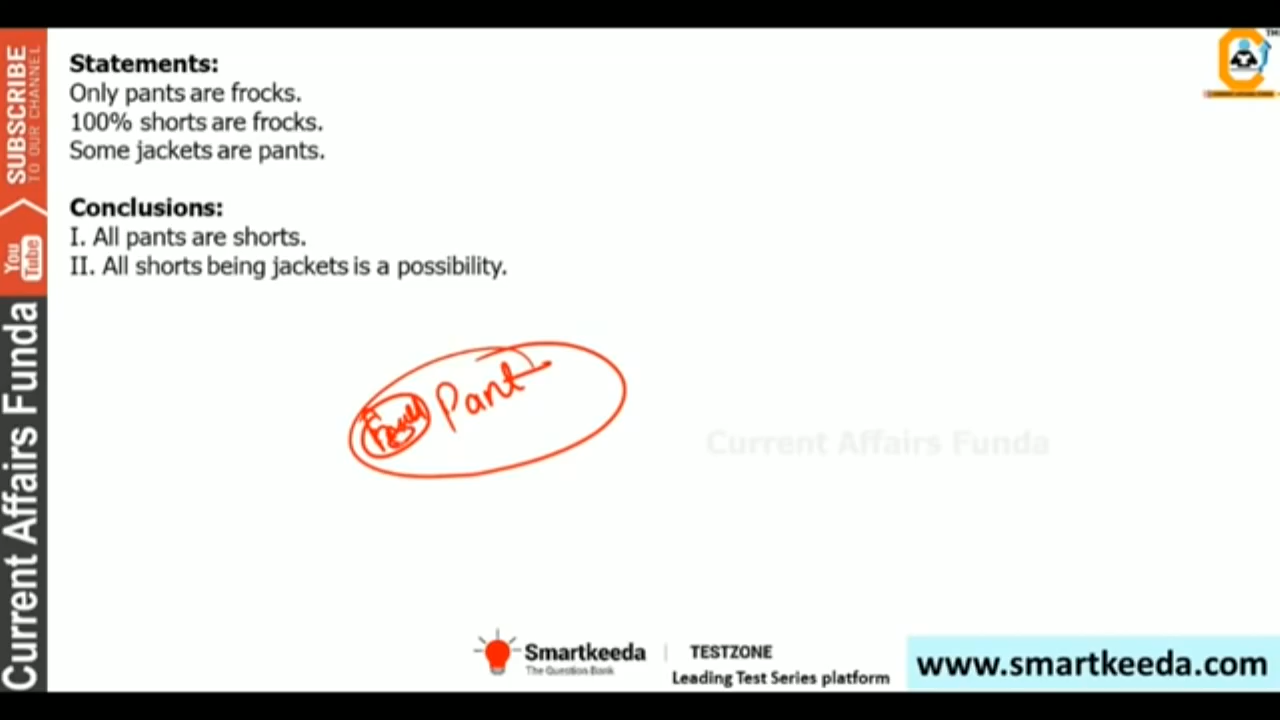 SUBSCRIBE
TO OUR CHANNEL
You
Tube
Current Affairs Funda
TM
Statements:
Only pants are frocks.
100% shorts are frocks.
Some jackets are pants.
Conclusions:
I. All pants are shorts.
II. All shorts being jackets is a possibility.
Pant
Current Affairs Funda
Smartkeeda
The Question Bank
TESTZONE
Leading Test Series platform
www.smartkeeda.com